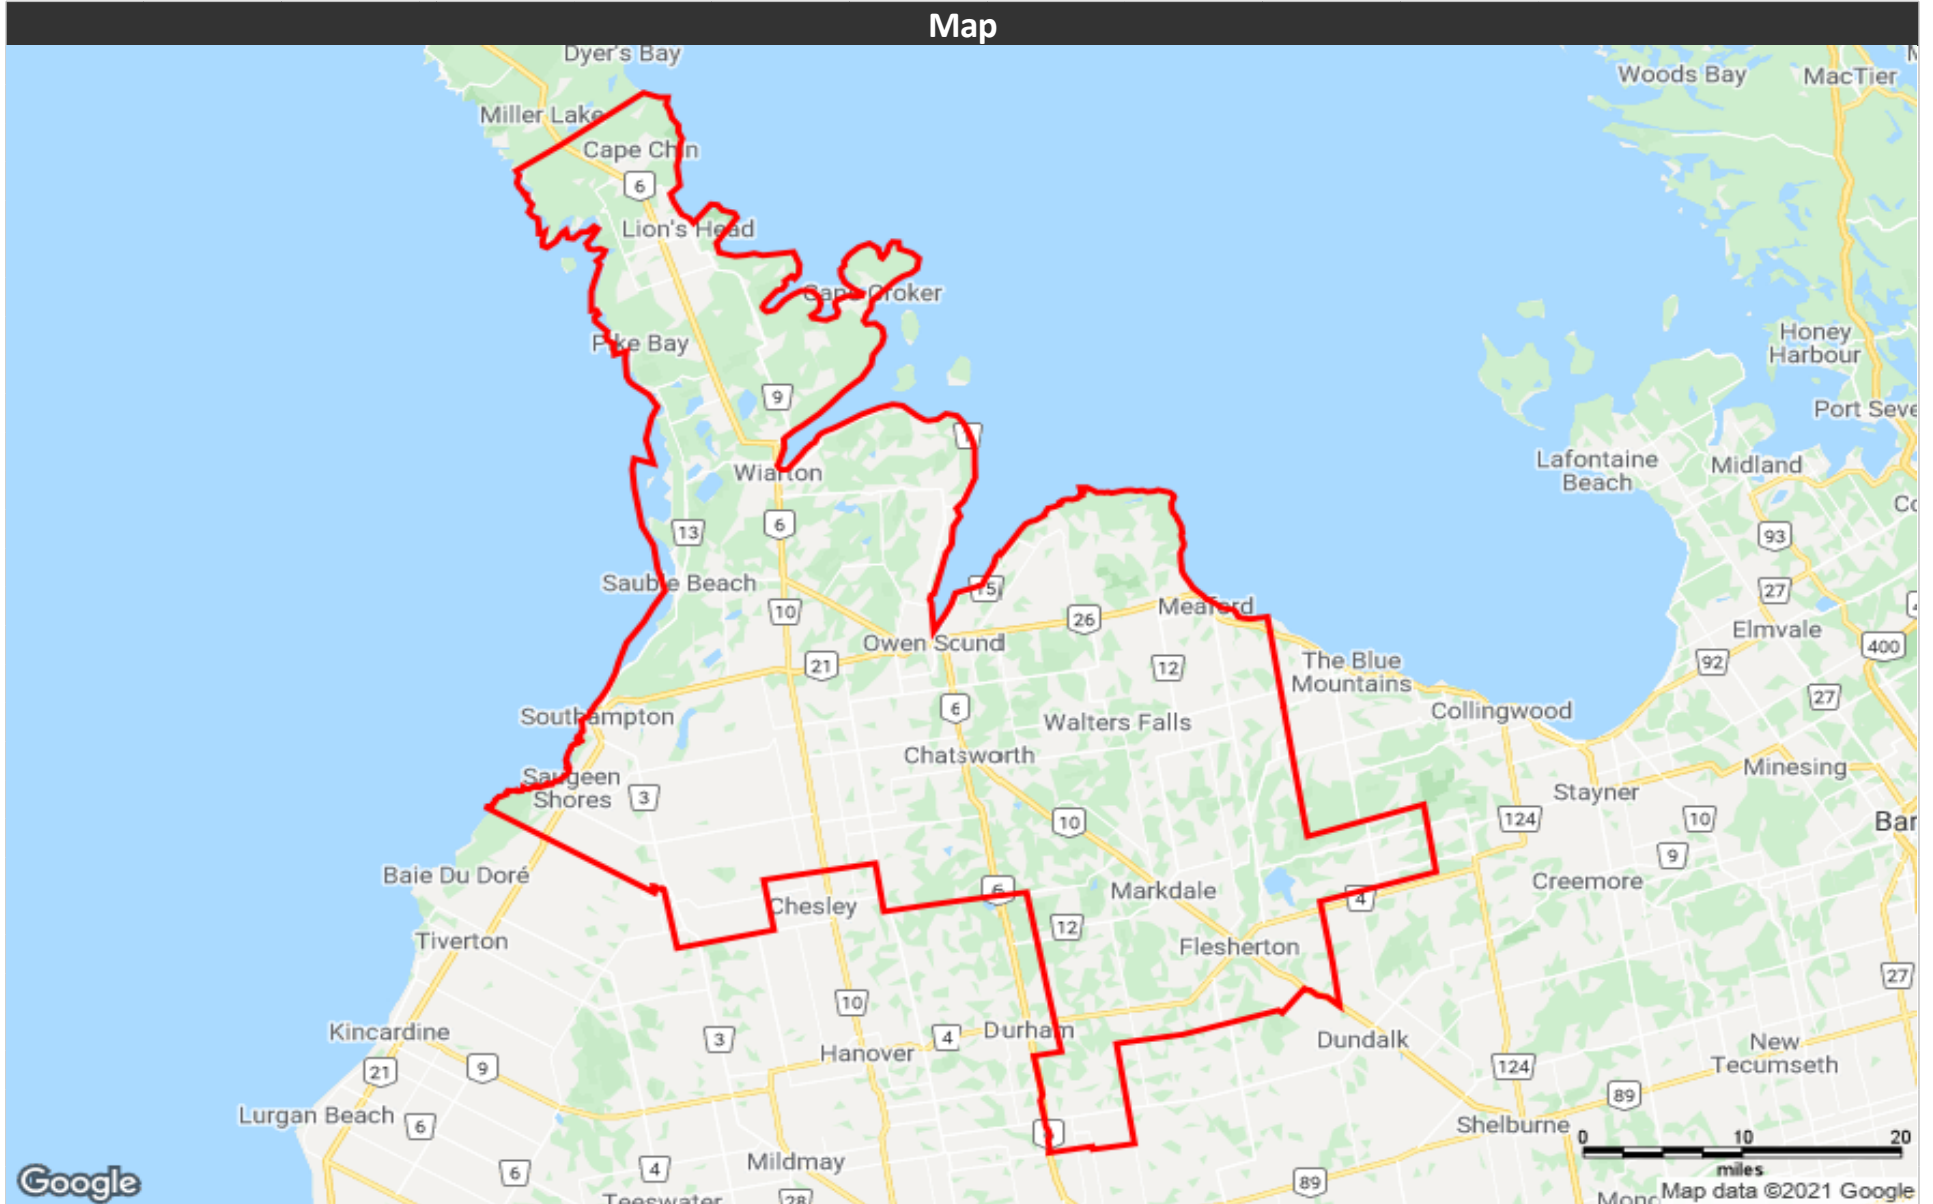 Map
Dyer's Bay
Woods Bay
MacTier
Miller Lake
Cape Chin
6
Lion's Head
Cape Croker
Honey
Harbour
Pike Bay
9
Port Seve
Lafontaine
Beach
Midland
Wiarton
6
13
93
Sauble Beach
10
15
26
27
Meaford
Elmvale
400
Owen Sound
21
12
The Blue
Mountains
92
27
6
Southampton
Walters Falls
Collingwood
Chatsworth
Minesing
Saugeen
Shores
3
Stayner
10
124
10
Bar
9
Baie Du Doré
6
Markdale
4
Creemore
Chesley
12
Tiverton
Flesherton
27
10
Kincardine
3
4
Durham
Hanover
Dundalk
New
Tecumseth
21
9
124
89
Lurgan Beach
6
Shelburne
0 10 20
miles
Mildmay
6
4
28
89
Teeswater
Google
Map data ©2021 Google